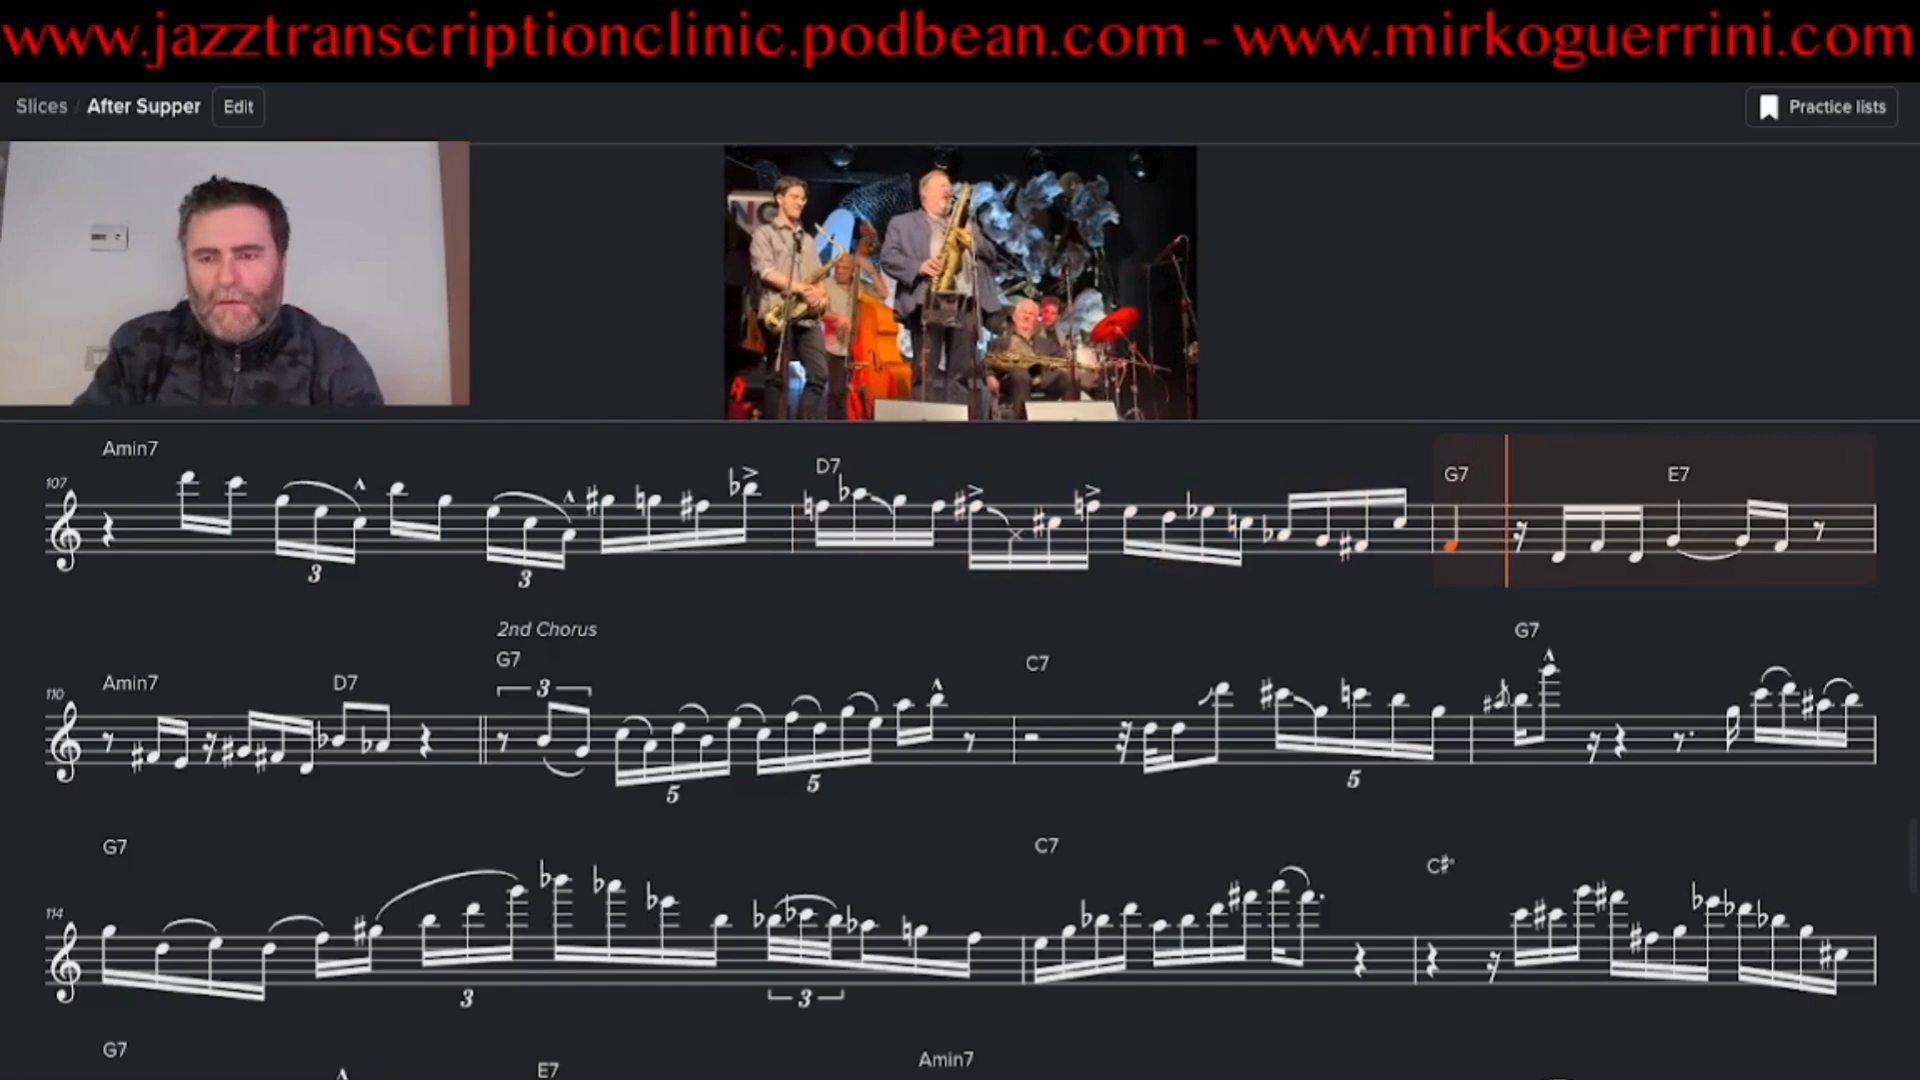 www.jazztranscriptionclinic.podbean.com - www.mirkoguerrini.com
Slices / After Supper Edit Practice lists
Amin7 D7 G7 E7
107
3 3
2nd Chorus
Amin7 D7 G7 C7 G7
110
3
5 5 5
G7 C7 C#°
114
3 3
G7 E7 Amin7